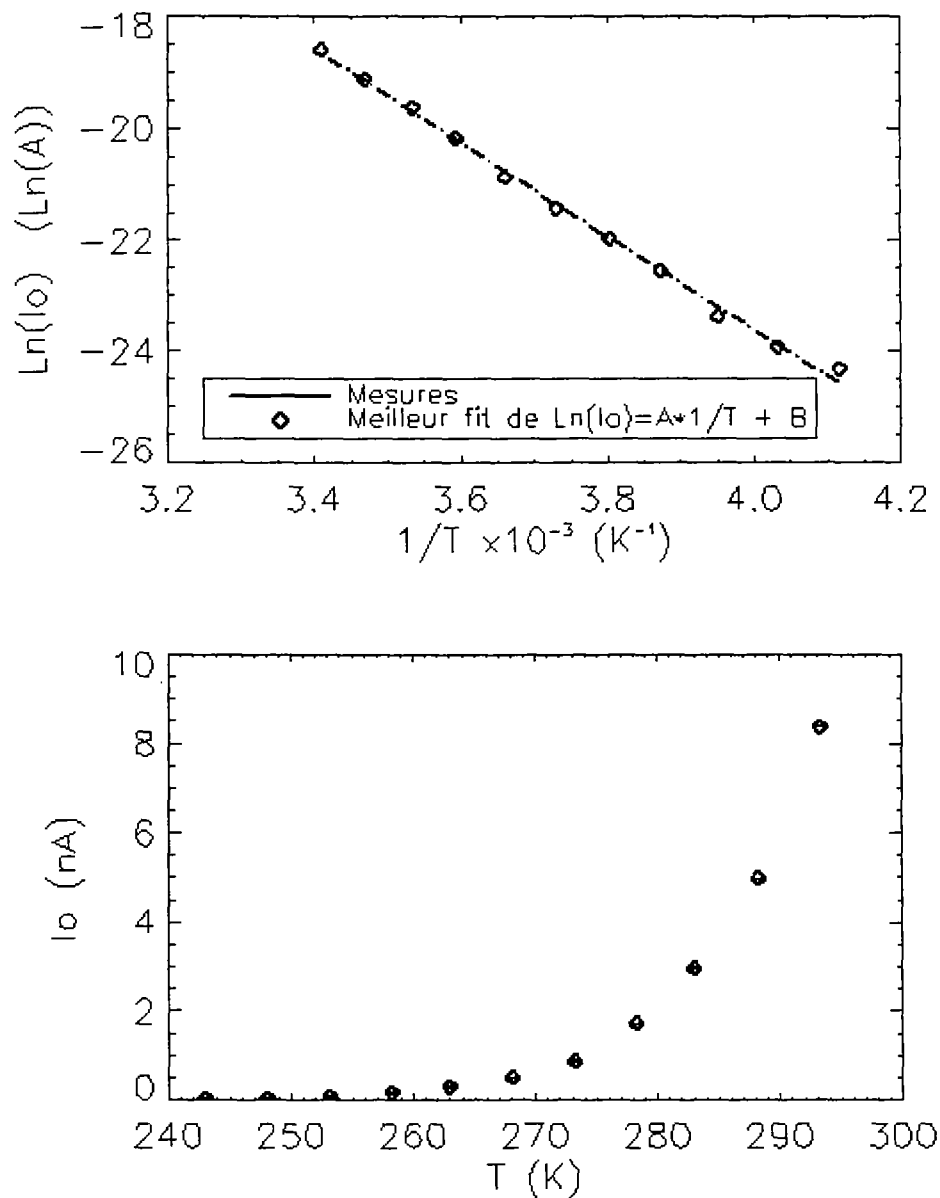 -18
-20
-22
-24
-26
Ln(Io) (Ln(A))
Mesures
Meilleur fit de Ln(Io)=A*1/T + B
3.2 3.4 3.6 3.8 4.0 4.2
1/T ×10⁻³ (K⁻¹)
10
8
6
4
2
0
Io (nA)
240 250 260 270 280 290 300
T (K)